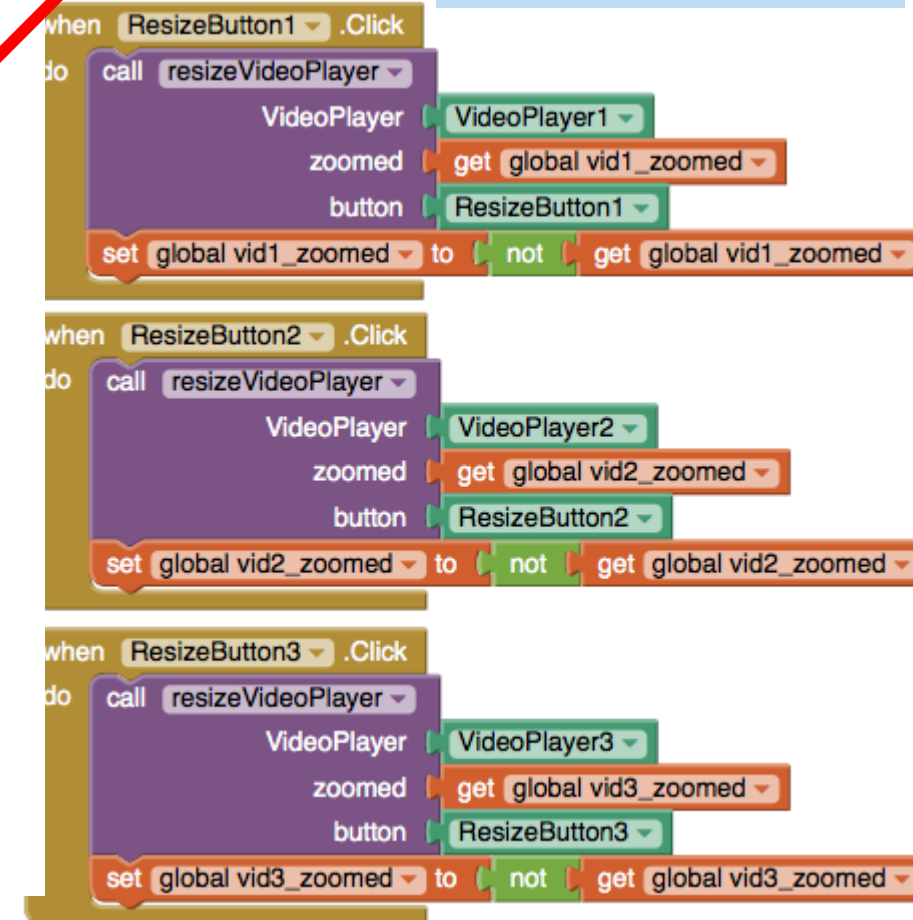 when ResizeButton1 .Click
do call resizeVideoPlayer
VideoPlayer VideoPlayer1
zoomed get global vid1_zoomed
button ResizeButton1
set global vid1_zoomed to not get global vid1_zoomed
when ResizeButton2 .Click
do call resizeVideoPlayer
VideoPlayer VideoPlayer2
zoomed get global vid2_zoomed
button ResizeButton2
set global vid2_zoomed to not get global vid2_zoomed
when ResizeButton3 .Click
do call resizeVideoPlayer
VideoPlayer VideoPlayer3
zoomed get global vid3_zoomed
button ResizeButton3
set global vid3_zoomed to not get global vid3_zoomed